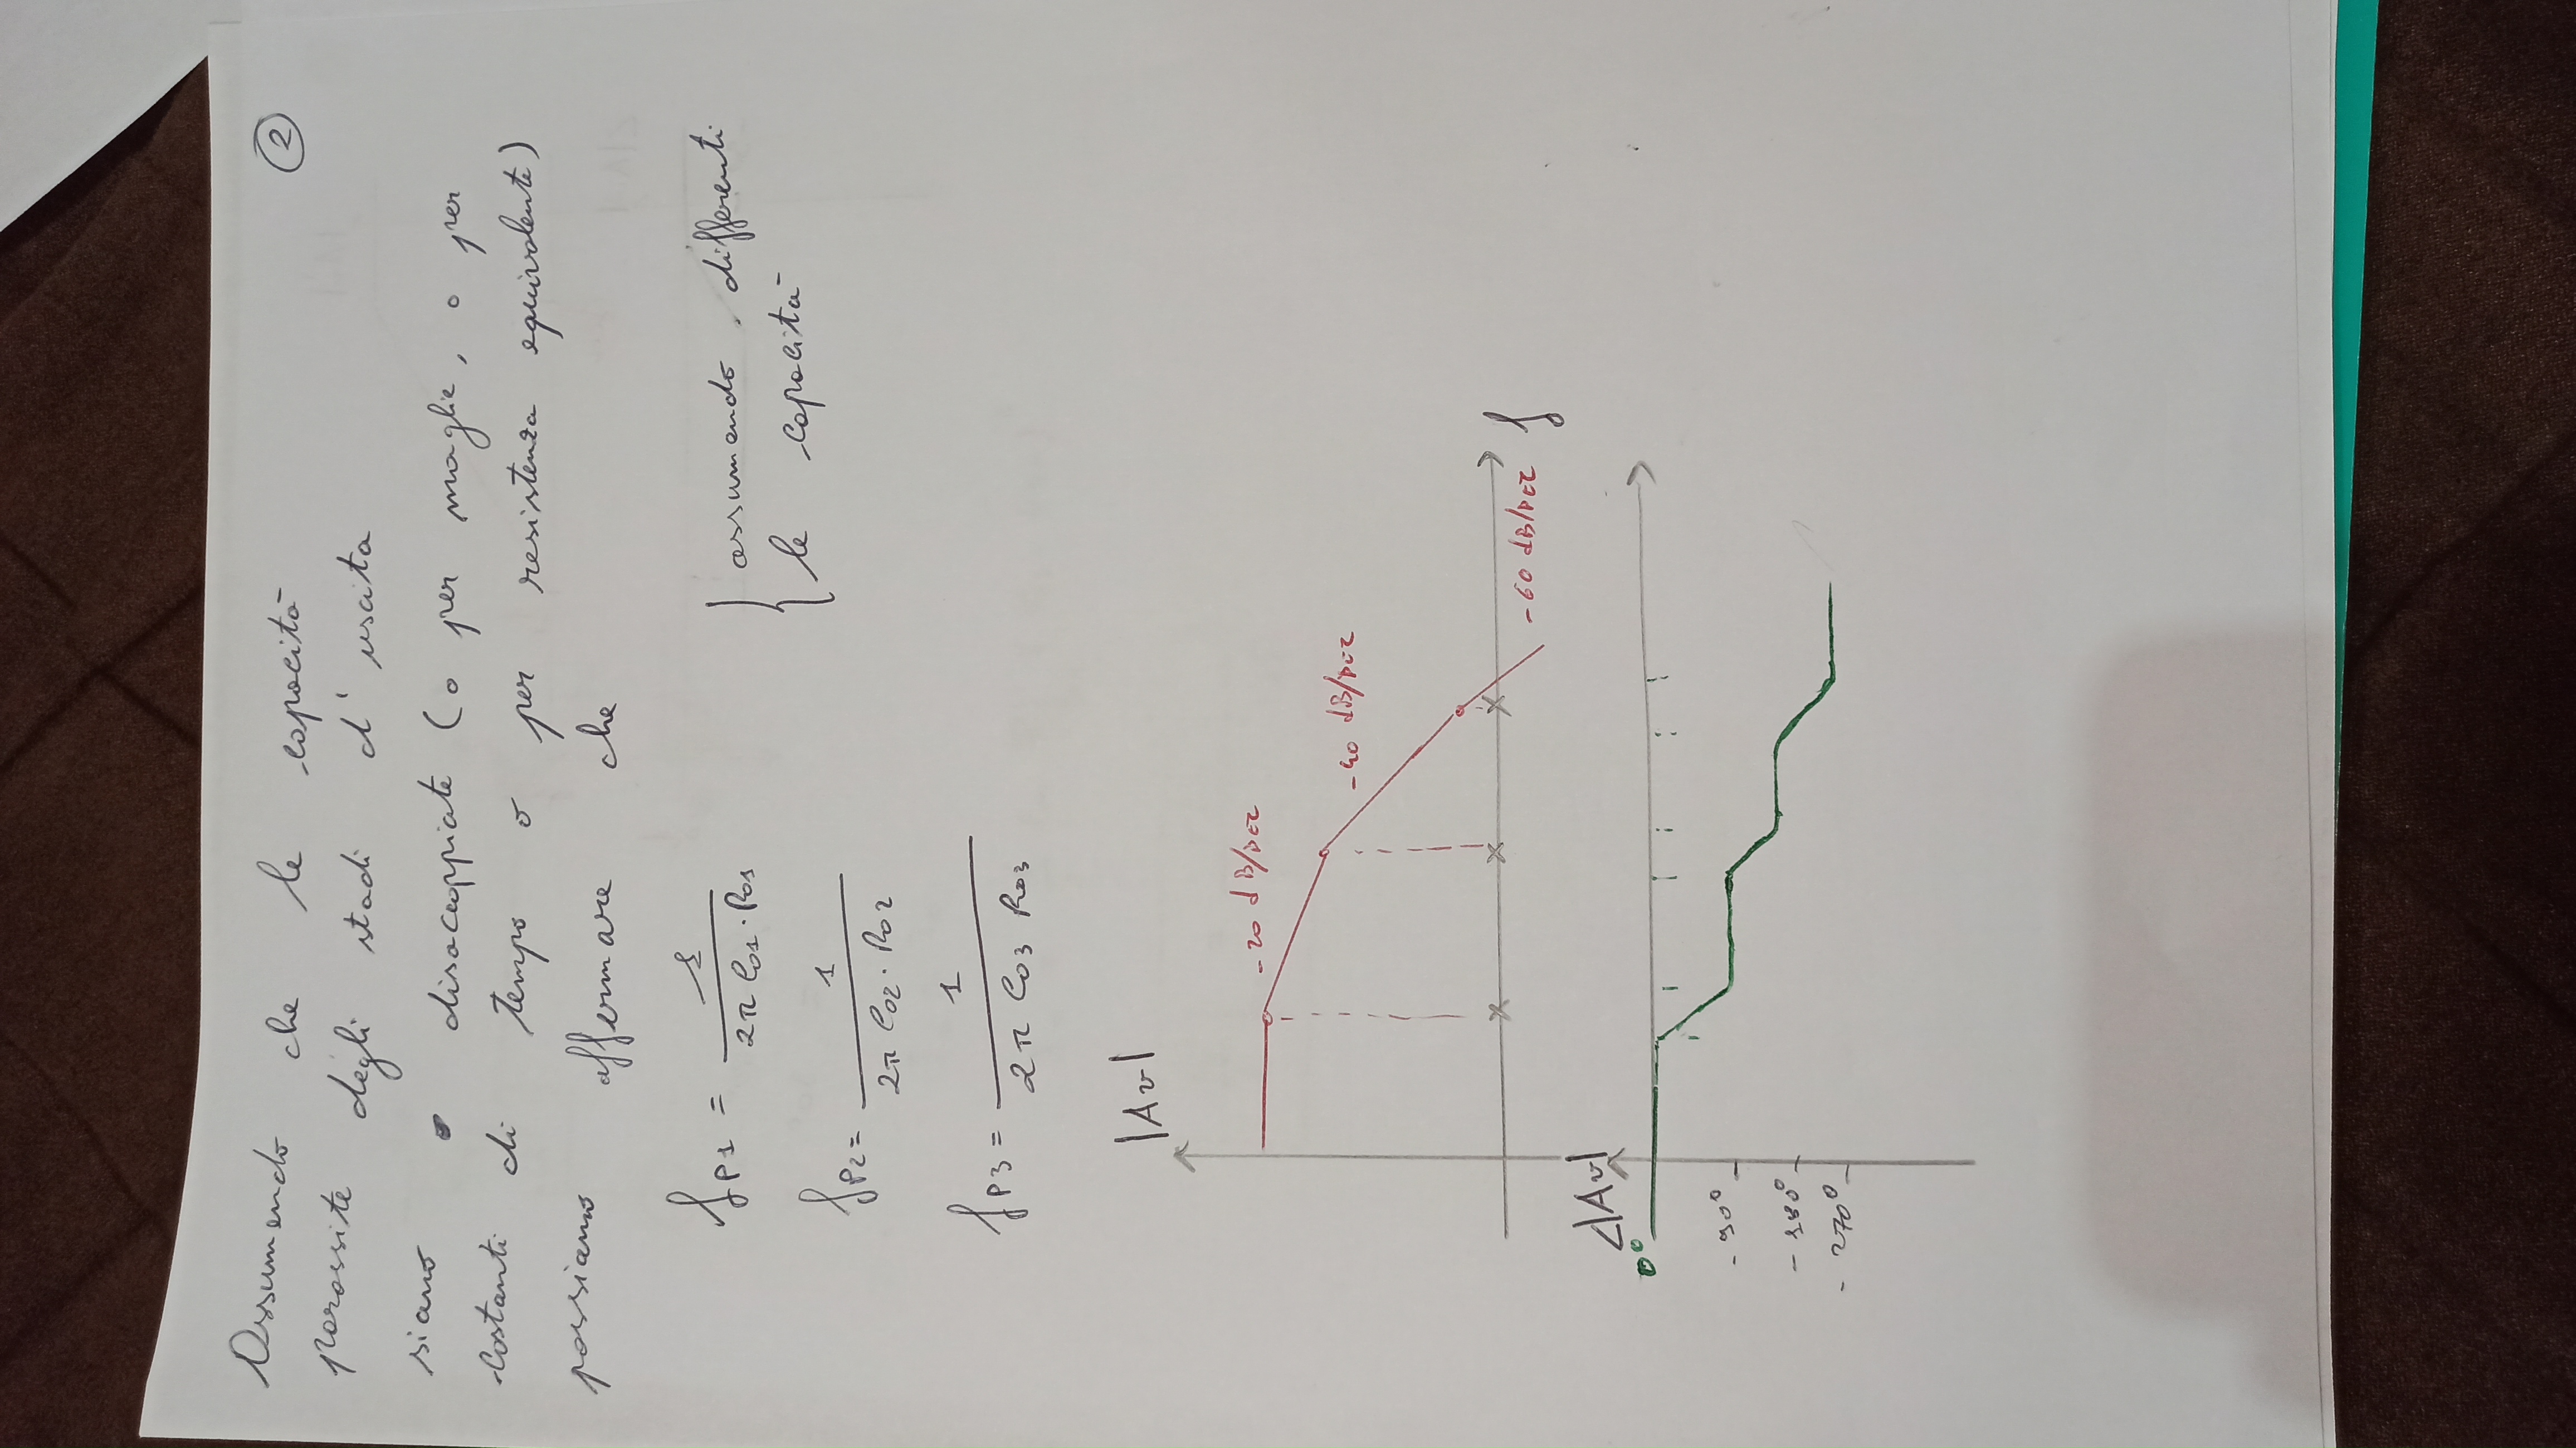 Assumendo che le capacità
②
parassite degli stadi d'uscita
siano disaccoppiate (o per maglie, o per
costanti di tempo o per resistenza equivalente)
possiamo affermare che
fP1 = 1 / 2π Co1 · Ro1
{ assumendo differenti
le capacità
fP2 = 1 / 2π Co2 · Ro2
fP3 = 1 / 2π Co3 Ro3
|Av|
-20 dB/DEC
-40 dB/DEC
-60 dB/DEC
f
∠|Av|
0°
-90°
-180°
-270°